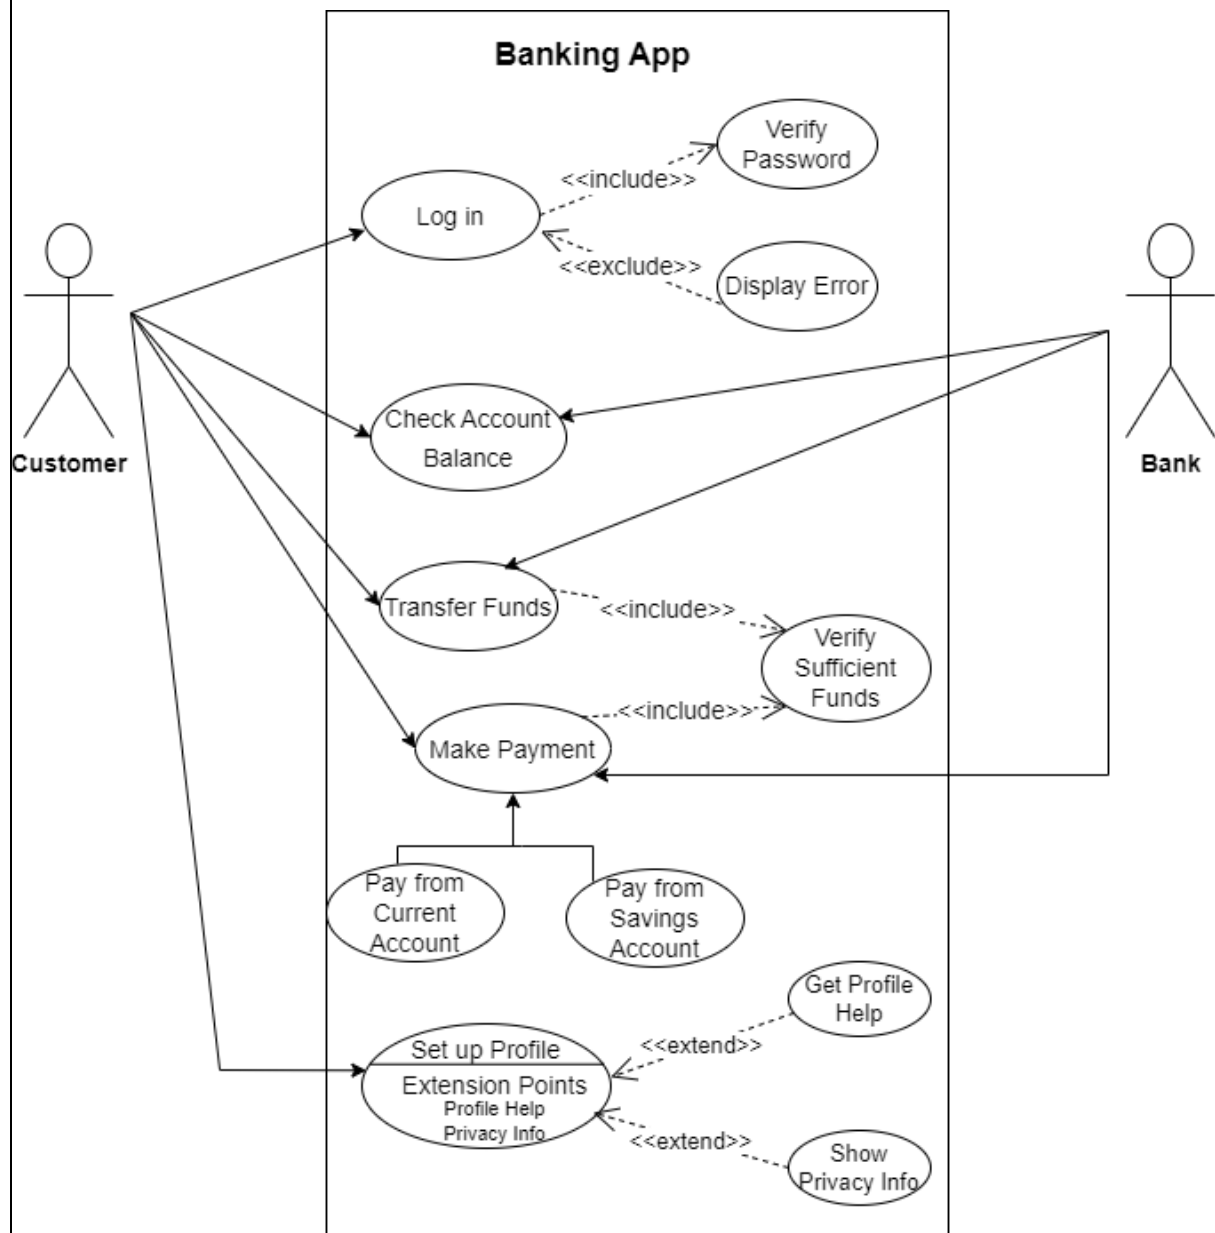 Banking App
Verify
Password
<<include>>
Log in
<<exclude>>
Display Error
Customer
Bank
Check Account
Balance
Transfer Funds
<<include>>
Verify
Sufficient
Funds
<<include>>
Make Payment
Pay from
Current
Account
Pay from
Savings
Account
Get Profile
Help
<<extend>>
Set up Profile
Extension Points
Profile Help
Privacy Info
<<extend>>
Show
Privacy Info